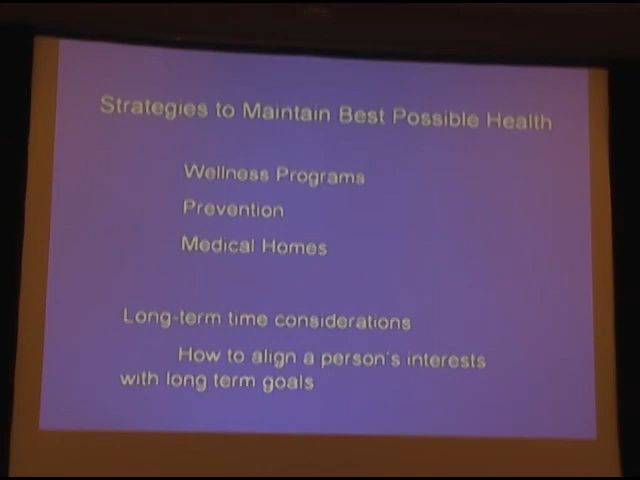 Strategies to Maintain Best Possible Health
Wellness Programs
Prevention
Medical Homes
Long-term time considerations
How to align a person's interests
with long term goals